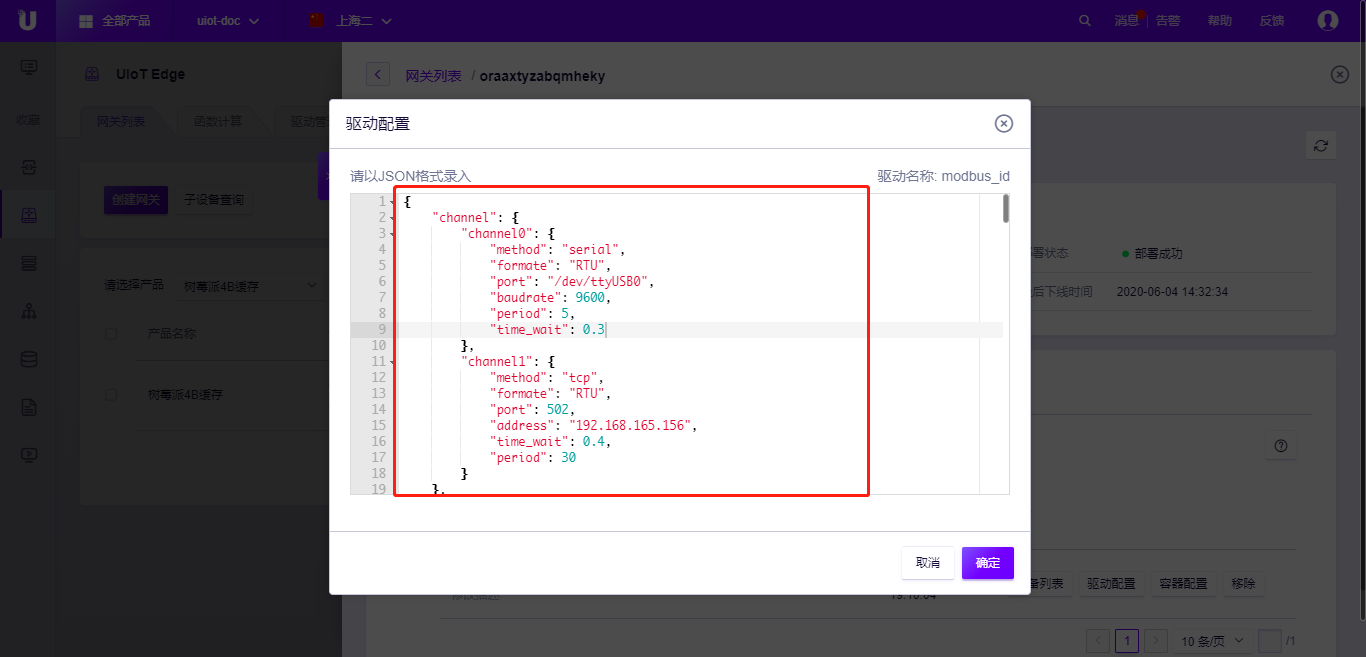 全部产品
uiot-doc
上海二
消息
告警
帮助
反馈
UIoT Edge
网关列表 / oraaxtyzabqmheky
收藏
网关列表
函数计算
驱动管
创建网关
子设备查询
请选择产品
树莓派4B缓存
产品名称
树莓派4B缓存
驱动配置
请以JSON格式录入
驱动名称: modbus_id
1 {
2 "channel": {
3 "channel0": {
4 "method": "serial",
5 "formate": "RTU",
6 "port": "/dev/ttyUSB0",
7 "baudrate": 9600,
8 "period": 5,
9 "time_wait": 0.3
10 },
11 "channel1": {
12 "method": "tcp",
13 "formate": "RTU",
14 "port": 502,
15 "address": "192.168.165.156",
16 "time_wait": 0.4,
17 "period": 30
18 }
19 },
取消
确定
署状态
部署成功
后下线时间
2020-06-04 14:32:34
备列表
驱动配置
容器配置
移除
1
10 条/页
/1